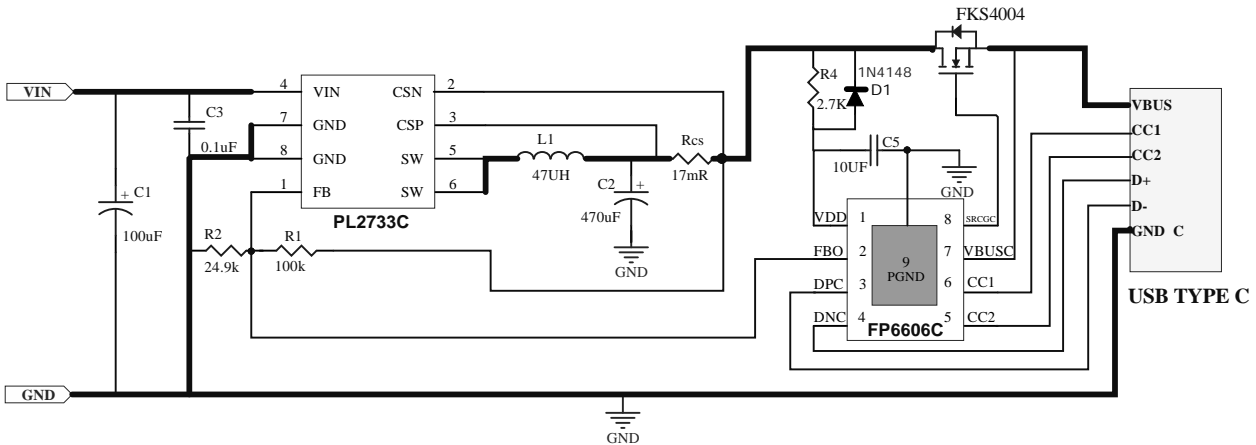 FKS4004
VIN
4
VIN
CSN
2
R4
2.7K
1N4148
D1
C3
0.1uF
7
GND
CSP
3
8
GND
SW
5
1
FB
SW
6
PL2733C
L1
47UH
Rcs
17mR
C5
10UF
GND
VBUS
CC1
CC2
D+
D-
GND C
USB TYPE C
+
C1
100uF
C2
+
470uF
GND
R2
24.9k
R1
100k
VDD
1
8
SRCGC
FBO
2
7
VBUSC
9
PGND
DPC
3
6
CC1
DNC
4
5
CC2
FP6606C
GND
GND